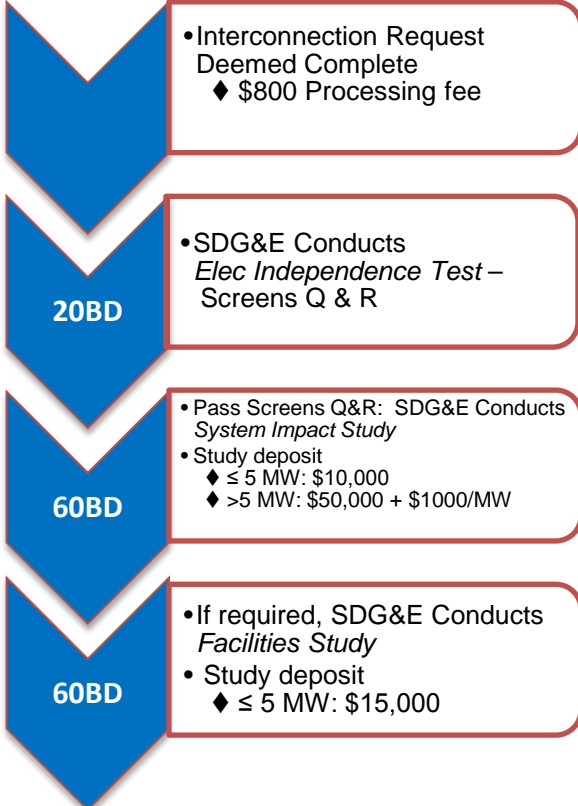 •Interconnection Request
Deemed Complete
♦ $800 Processing fee
20BD
•SDG&E Conducts
Elec Independence Test –
Screens Q & R
60BD
• Pass Screens Q&R: SDG&E Conducts
System Impact Study
• Study deposit
♦ ≤ 5 MW: $10,000
♦ >5 MW: $50,000 + $1000/MW
60BD
•If required, SDG&E Conducts
Facilities Study
• Study deposit
♦ ≤ 5 MW: $15,000